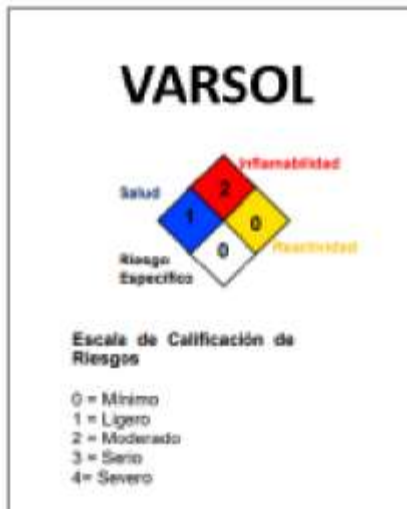 VARSOL
Inflamabilidad
Salud
2
1
0
0
Reactividad
Riesgo
Específico
Escala de Calificación de
Riesgos
0 = Mínimo
1 = Ligero
2 = Moderado
3 = Serio
4= Severo